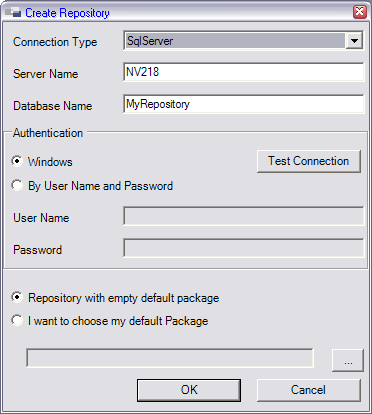 Create Repository
Connection Type SqlServer
Server Name NV218
Database Name MyRepository
Authentication
Windows Test Connection
By User Name and Password
User Name
Password
Repository with empty default package
I want to choose my default Package
...
OK Cancel